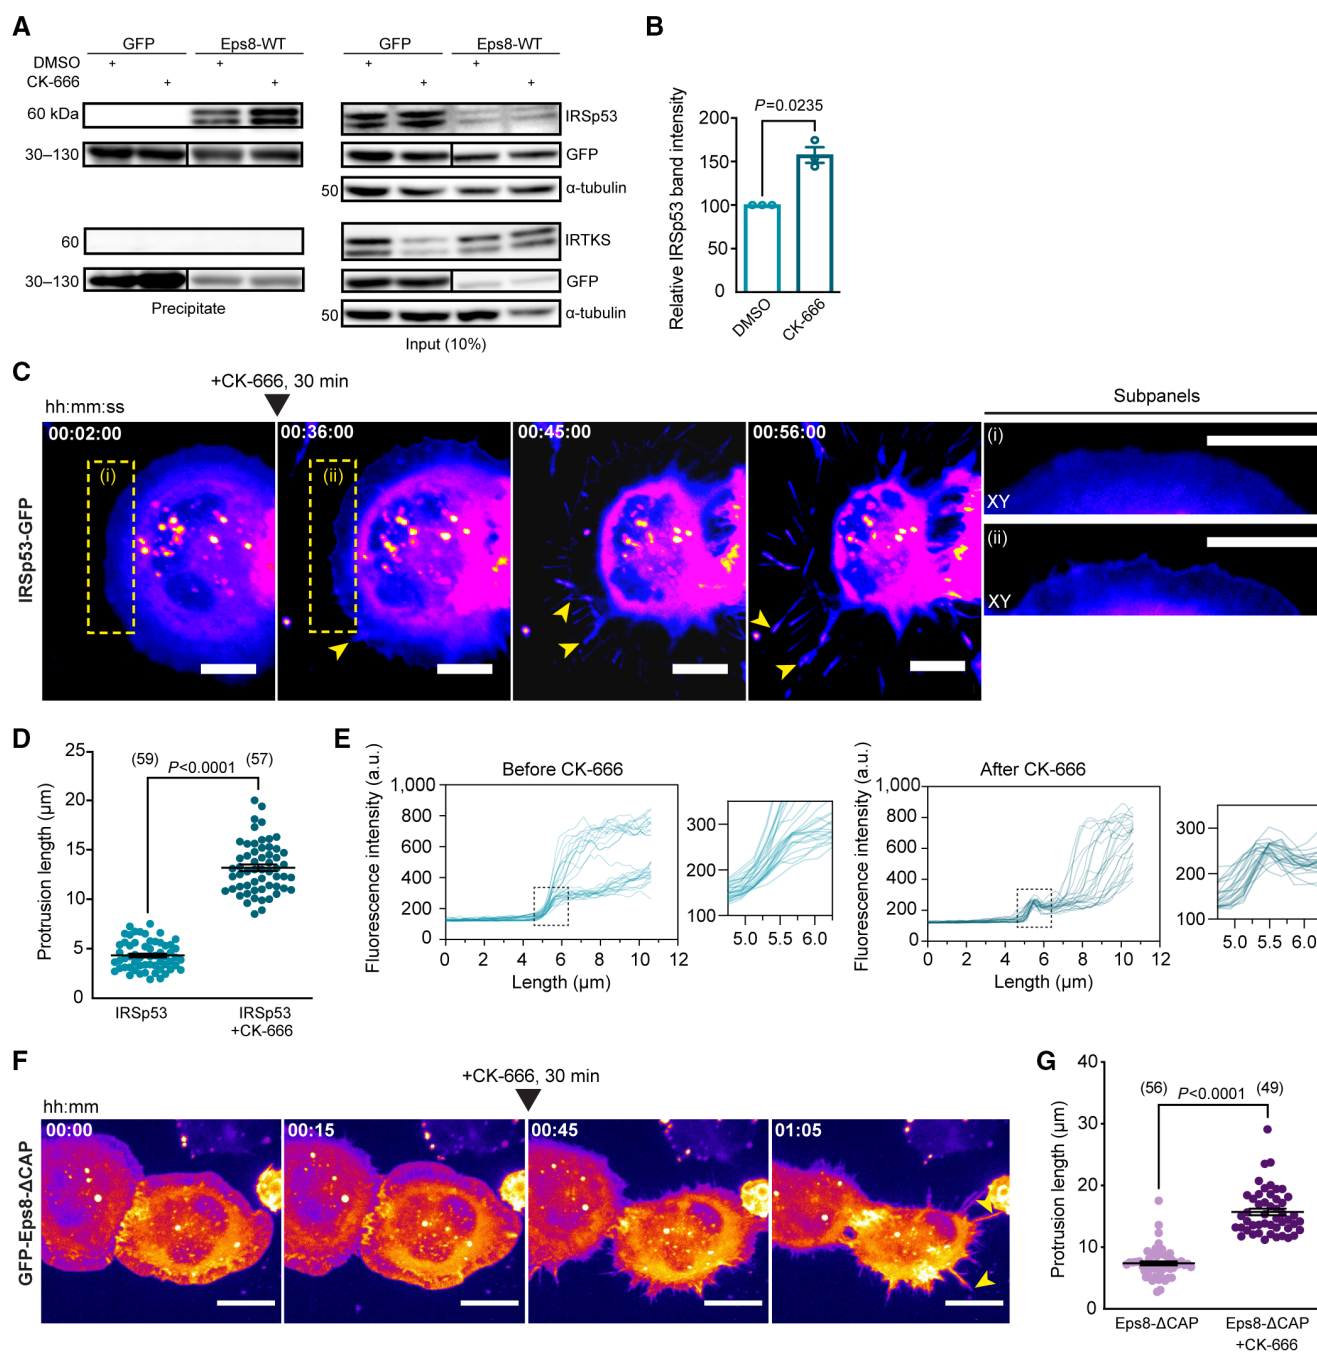 A
GFP Eps8-WT GFP Eps8-WT
DMSO + + + +
CK-666 + + + +
60 kDa IRSp53
30–130 GFP
50 α-tubulin
60 IRTKS
30–130 GFP
50 α-tubulin
Precipitate
Input (10%)
B
P=0.0235
Relative IRSp53 band intensity
200
150
100
50
0
DMSO CK-666
C
+CK-666, 30 min
hh:mm:ss
IRSp53-GFP
00:02:00 00:36:00 00:45:00 00:56:00
(i) (ii)
Subpanels
(i)
XY
(ii)
XY
D
Protrusion length (µm)
25
20
15
10
5
0
(59) (57)
P<0.0001
IRSp53 IRSp53
+CK-666
E
Before CK-666
Fluorescence intensity (a.u.)
1,000
800
600
400
200
0
0 2 4 6 8 10 12
Length (µm)
300
200
100
5.0 5.5 6.0
After CK-666
Fluorescence intensity (a.u.)
1,000
800
600
400
200
0
0 2 4 6 8 10 12
Length (µm)
300
200
100
5.0 5.5 6.0
F
+CK-666, 30 min
hh:mm
GFP-Eps8-ΔCAP
00:00 00:15 00:45 01:05
G
Protrusion length (µm)
40
30
20
10
0
(56) (49)
P<0.0001
Eps8-ΔCAP Eps8-ΔCAP
+CK-666